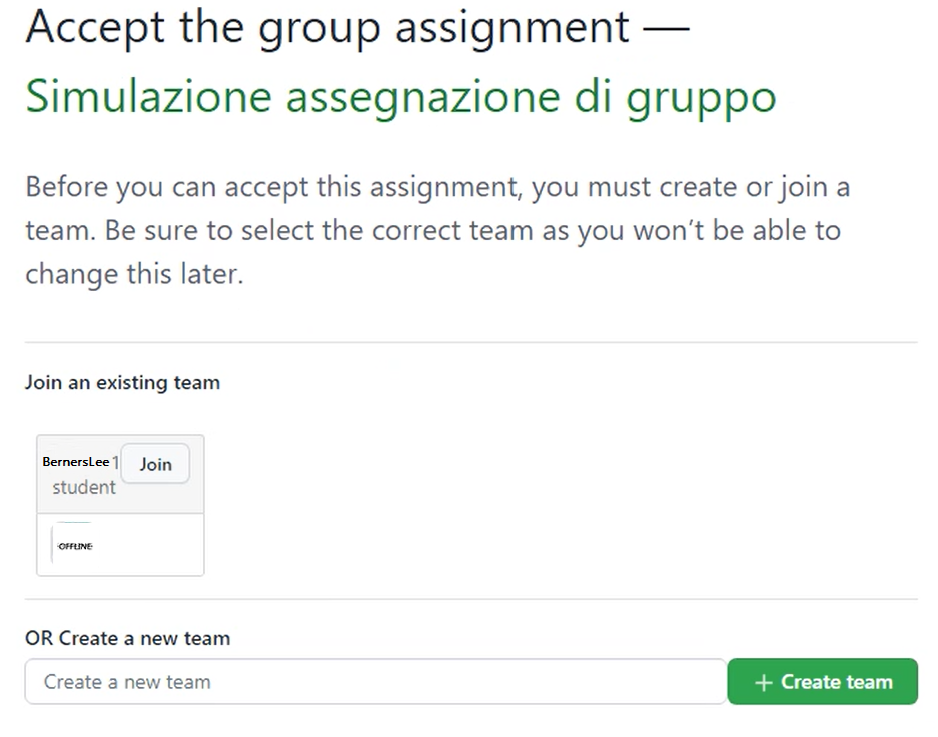 Accept the group assignment —
Simulazione assegnazione di gruppo
Before you can accept this assignment, you must create or join a
team. Be sure to select the correct team as you won’t be able to
change this later.
Join an existing team
BernersLee 1 Join
student
OFFLINE
OR Create a new team
Create a new team + Create team